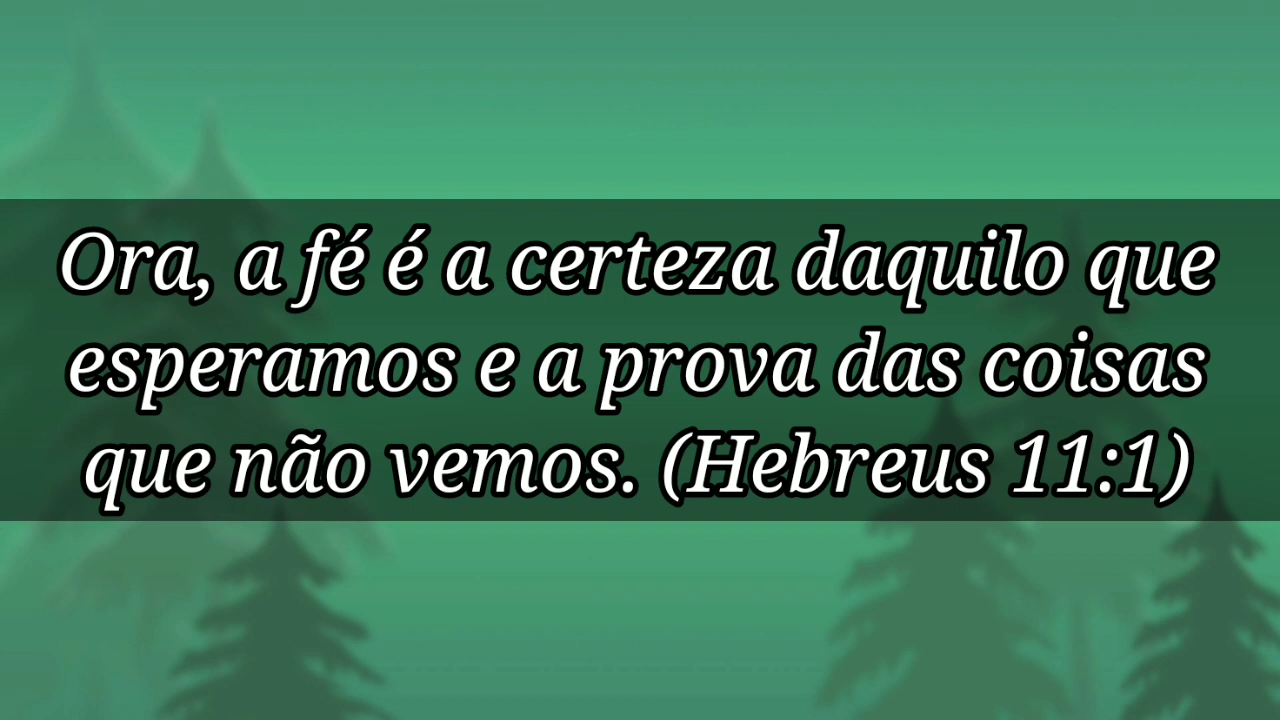 Ora, a fé é a certeza daquilo que
esperamos e a prova das coisas
que não vemos. (Hebreus 11:1)